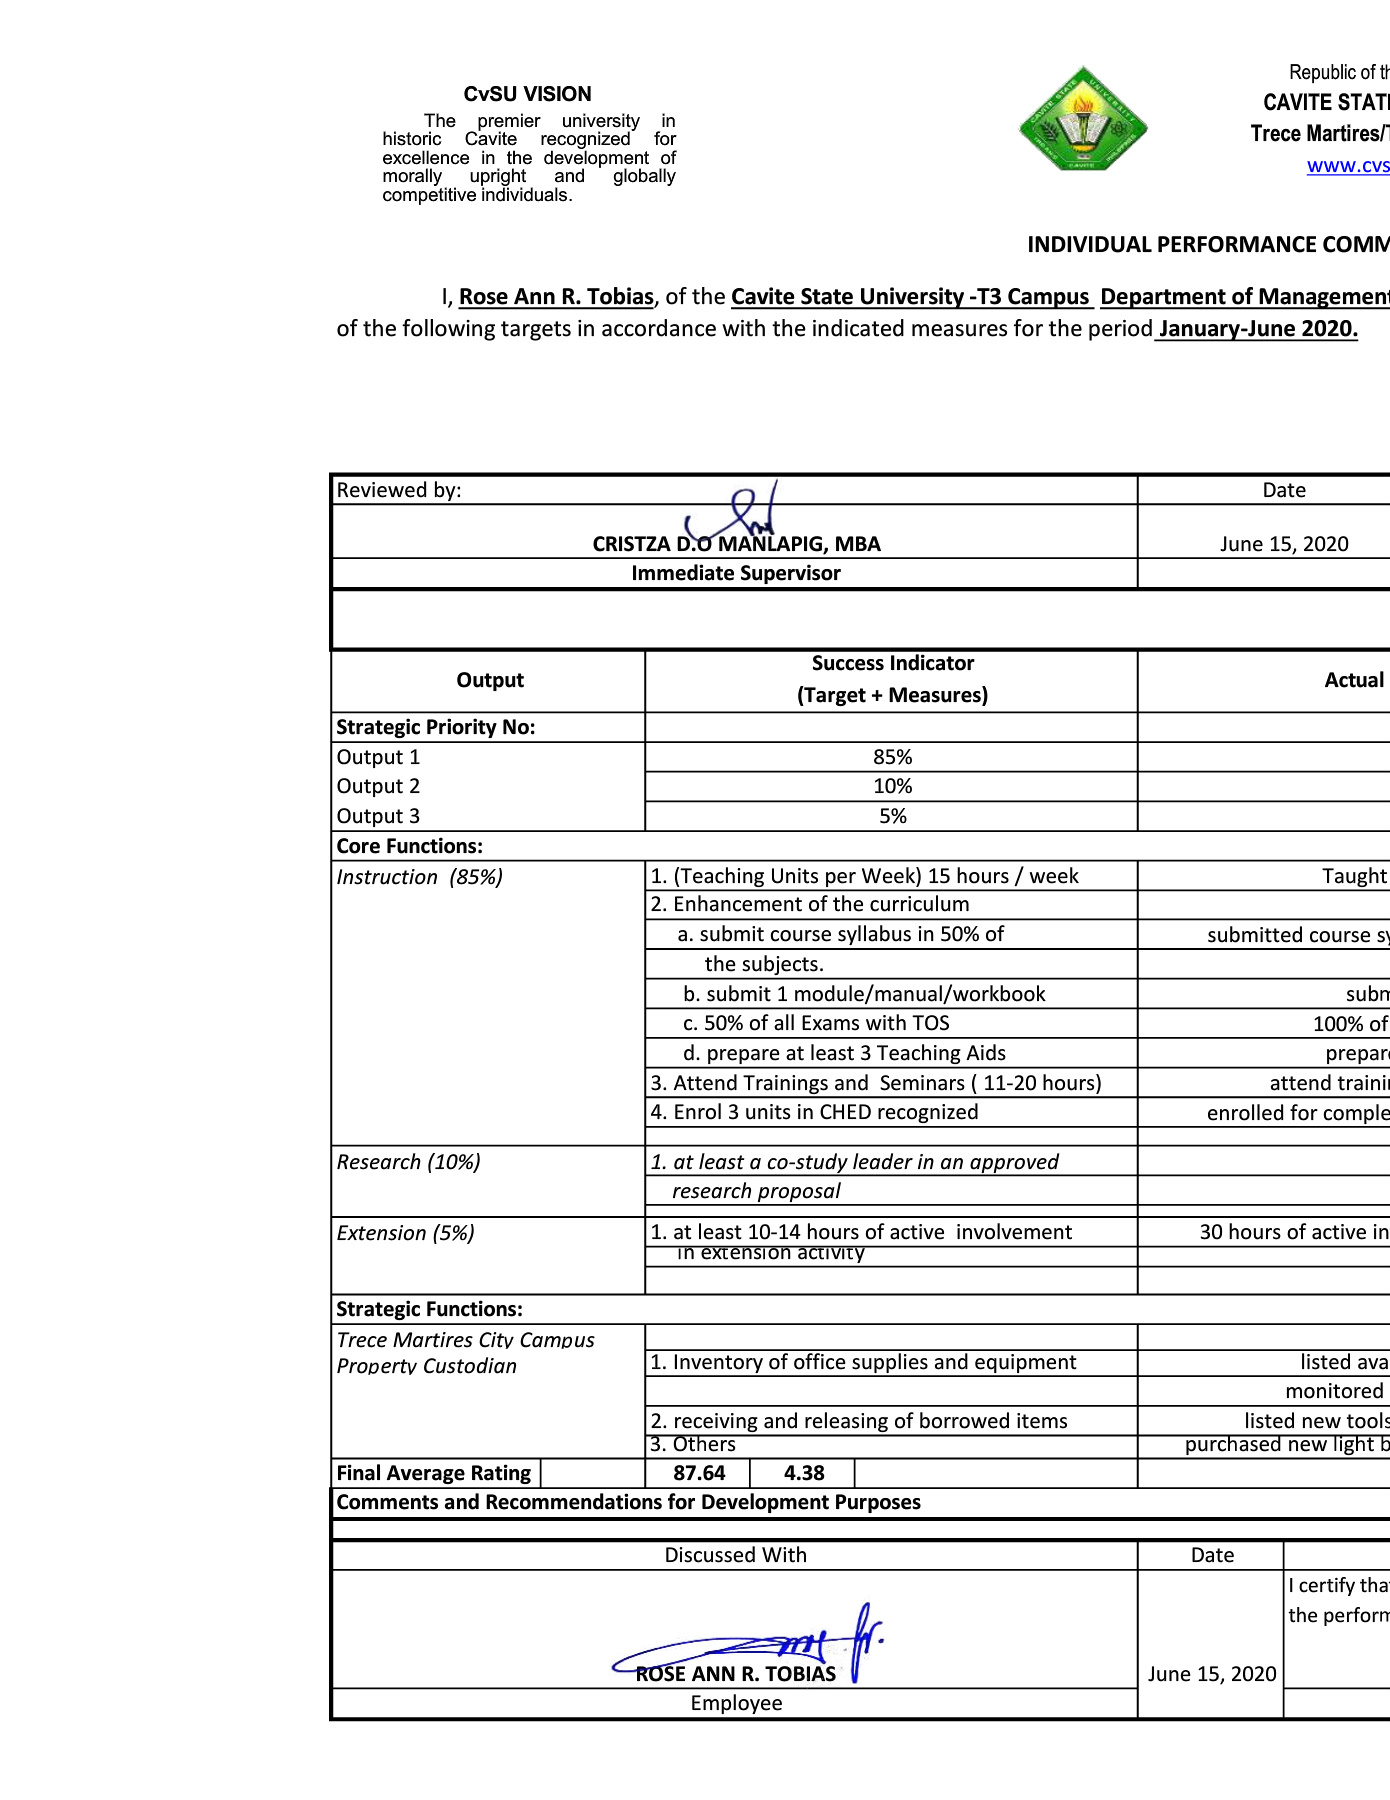 CvSU VISION
The premier university in
historic Cavite recognized for
excellence in the development of
morally upright and globally
competitive individuals.
CAVITE STATE UNIVERSITY
CAVITE
Republic of th
CAVITE STATE
Trece Martires/T
www.cvs
INDIVIDUAL PERFORMANCE COMM
I, Rose Ann R. Tobias, of the Cavite State University -T3 Campus Department of Management
of the following targets in accordance with the indicated measures for the period January-June 2020.
Reviewed by: Date
CRISTZA D.O MANLAPIG, MBA June 15, 2020
Immediate Supervisor
Output Success Indicator Actual
(Target + Measures)
Strategic Priority No:
Output 1 85%
Output 2 10%
Output 3 5%
Core Functions:
Instruction (85%) 1. (Teaching Units per Week) 15 hours / week Taught
2. Enhancement of the curriculum
a. submit course syllabus in 50% of submitted course sy
the subjects.
b. submit 1 module/manual/workbook subm
c. 50% of all Exams with TOS 100% of
d. prepare at least 3 Teaching Aids prepare
3. Attend Trainings and Seminars ( 11-20 hours) attend traini
4. Enrol 3 units in CHED recognized enrolled for comple
Research (10%) 1. at least a co-study leader in an approved
research proposal
Extension (5%) 1. at least 10-14 hours of active involvement 30 hours of active in
in extension activity
Strategic Functions:
Trece Martires City Campus
Property Custodian 1. Inventory of office supplies and equipment listed ava
monitored
2. receiving and releasing of borrowed items listed new tools
3. Others purchased new light b
Final Average Rating 87.64 4.38
Comments and Recommendations for Development Purposes
Discussed With Date
I certify that
the perform
ROSE ANN R. TOBIAS June 15, 2020
Employee